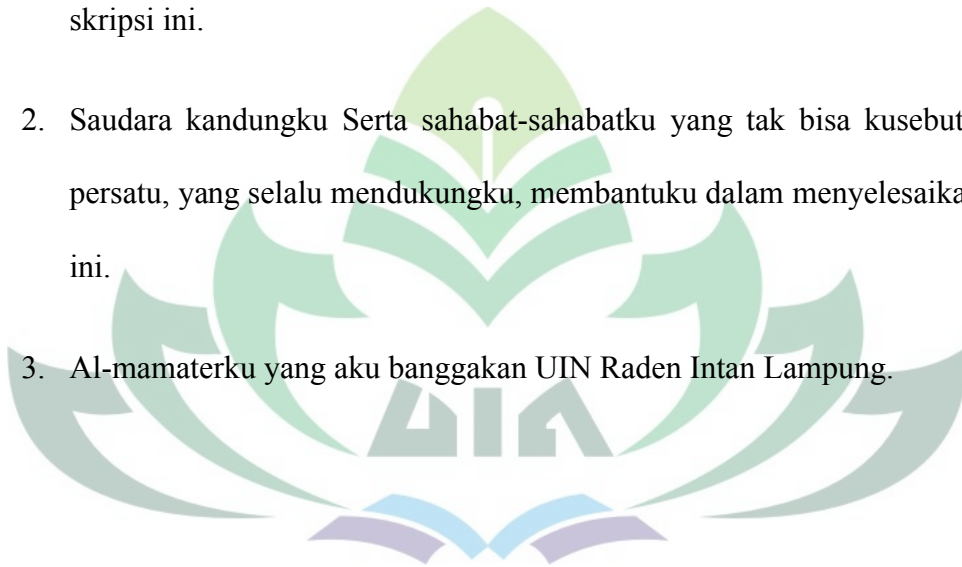 skripsi ini.
2. Saudara kandungku Serta sahabat-sahabatku yang tak bisa kusebut
persatu, yang selalu mendukungku, membantuku dalam menyelesaika
ini.
3. Al-mamaterku yang aku banggakan UIN Raden Intan Lampung.